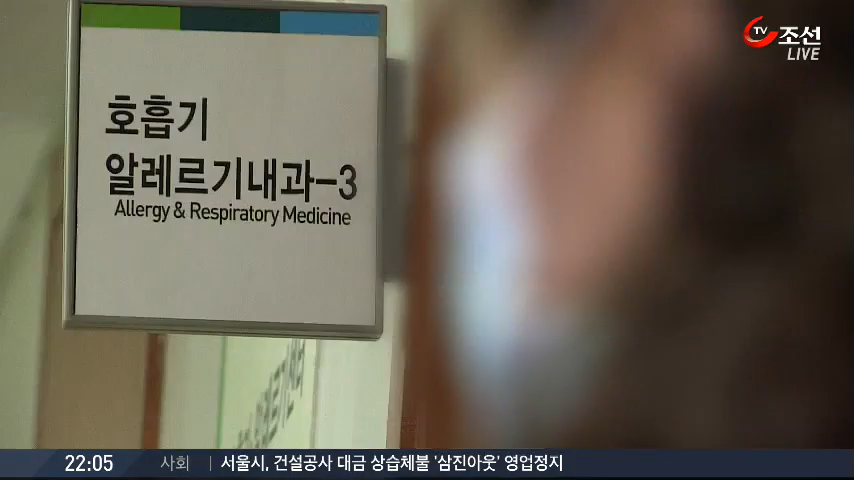 TV조선
LIVE
호흡기
알레르기내과-3
Allergy & Respiratory Medicine
22:05 사회 서울시, 건설공사 대금 상습체불 '삼진아웃' 영업정지